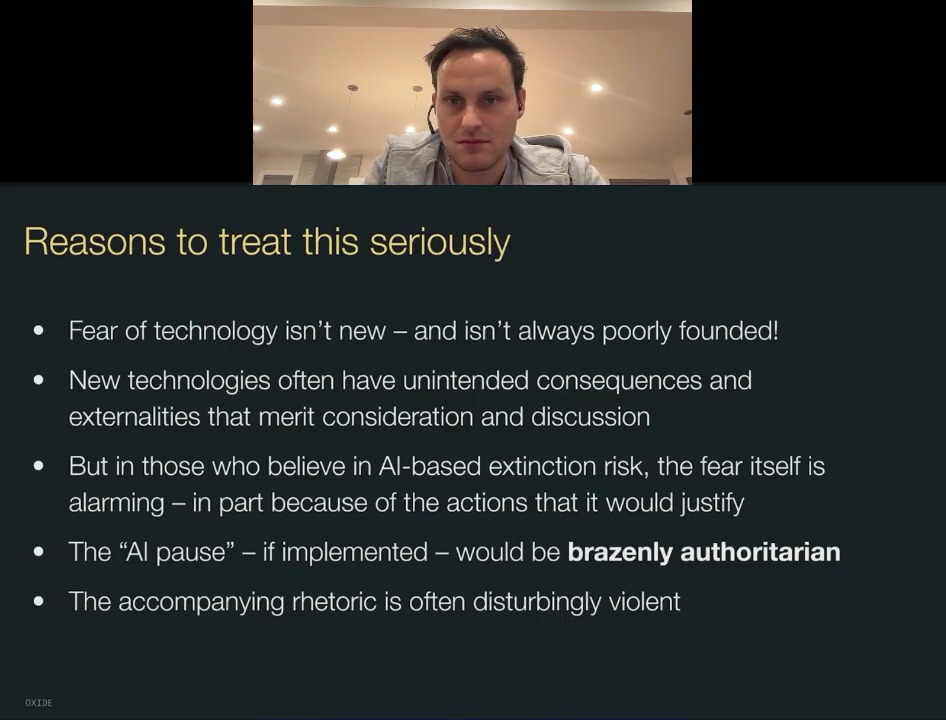 Reasons to treat this seriously
• Fear of technology isn’t new – and isn’t always poorly founded!
• New technologies often have unintended consequences and
externalities that merit consideration and discussion
• But in those who believe in AI-based extinction risk, the fear itself is
alarming – in part because of the actions that it would justify
• The “AI pause” – if implemented – would be brazenly authoritarian
• The accompanying rhetoric is often disturbingly violent
OXIDE